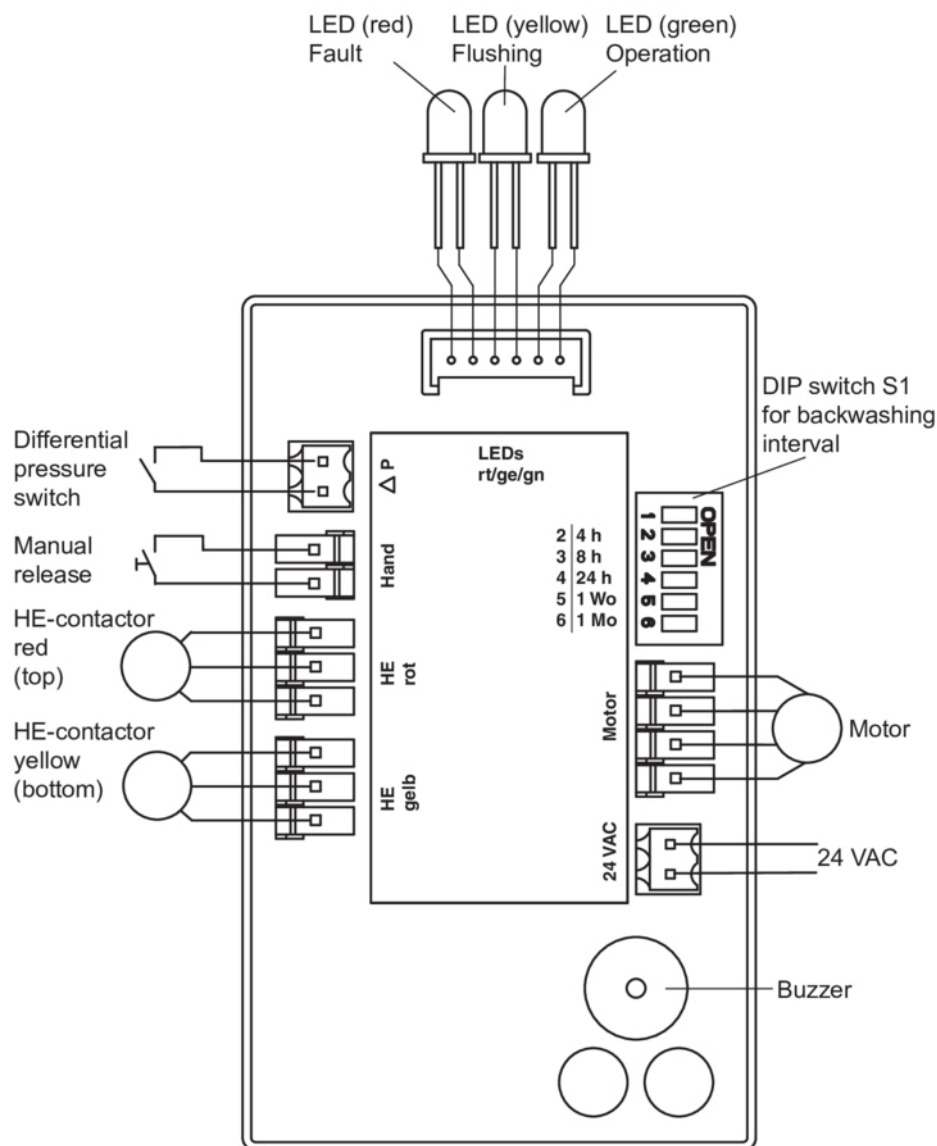 LED (red)
Fault
LED (yellow)
Flushing
LED (green)
Operation
DIP switch S1
for backwashing
interval
Differential
pressure
switch
Manual
release
HE-contactor
red
(top)
HE-contactor
yellow
(bottom)
△ P
Hand
HE
rot
HE
gelb
LEDs
rt/ge/gn
2 | 4 h
3 | 8 h
4 | 24 h
5 | 1 Wo
6 | 1 Mo
OPEN
1
2
3
4
5
6
Motor
Motor
24 VAC
24 VAC
Buzzer